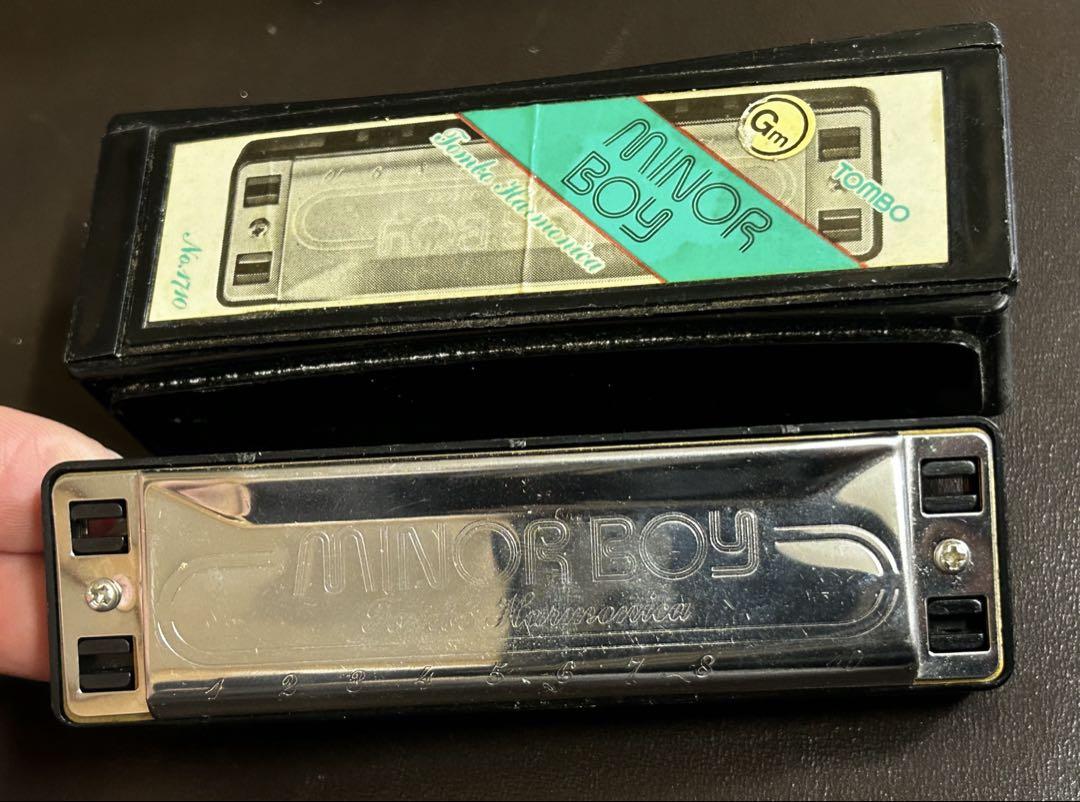 MINOR
BOY
Gm
TOMBO
Tombo Harmonica
No.1710
BOY
MINOR BOY
Tombo Harmonica
1 2 3 4 5 6 7 8 10